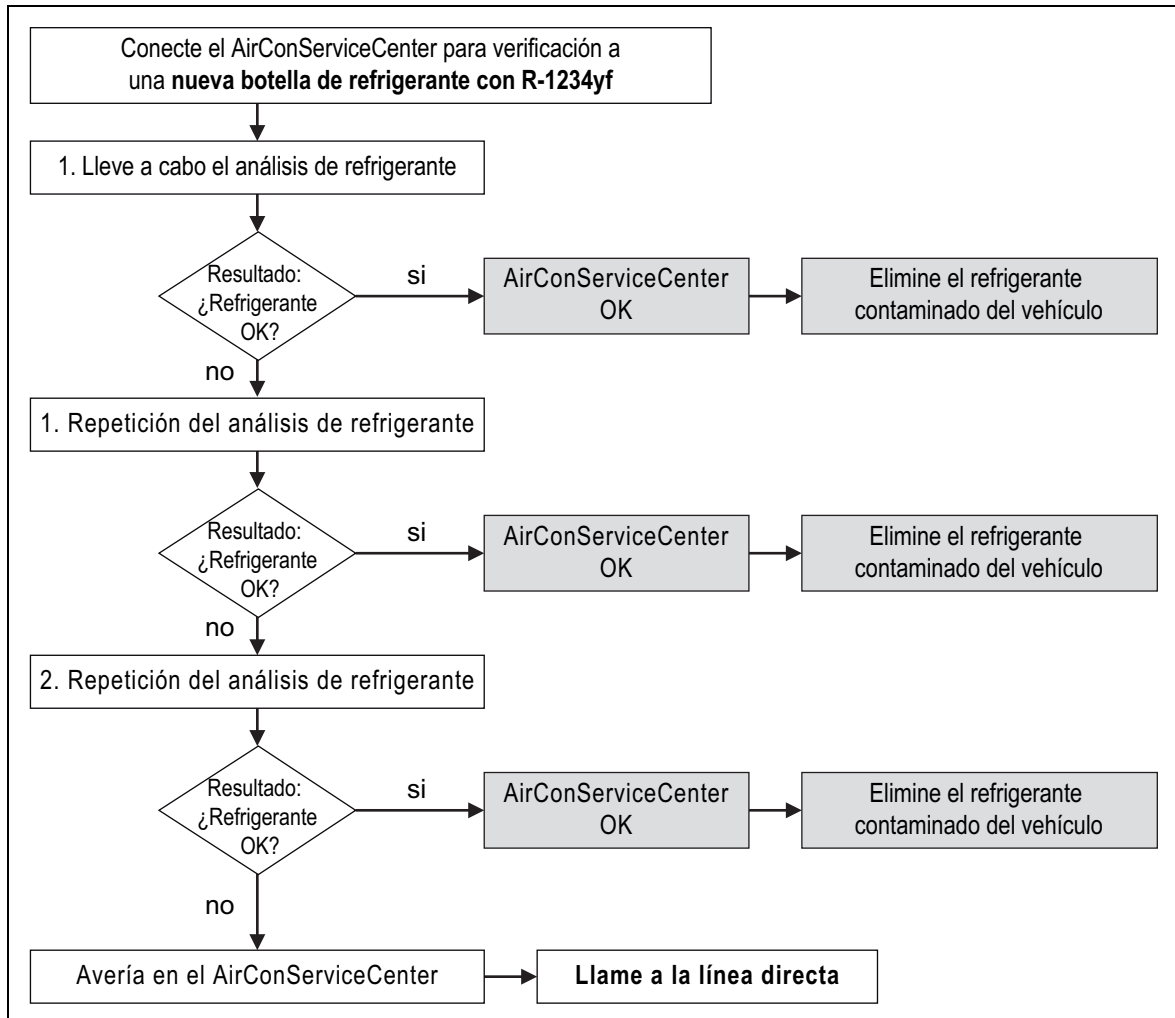 Conecte el AirConServiceCenter para verificación a
una nueva botella de refrigerante con R-1234yf
1. Lleve a cabo el análisis de refrigerante
Resultado:
¿Refrigerante
OK?
si
AirConServiceCenter
OK
Elimine el refrigerante
contaminado del vehículo
no
1. Repetición del análisis de refrigerante
Resultado:
¿Refrigerante
OK?
si
AirConServiceCenter
OK
Elimine el refrigerante
contaminado del vehículo
no
2. Repetición del análisis de refrigerante
Resultado:
¿Refrigerante
OK?
si
AirConServiceCenter
OK
Elimine el refrigerante
contaminado del vehículo
no
Avería en el AirConServiceCenter
Llame a la línea directa